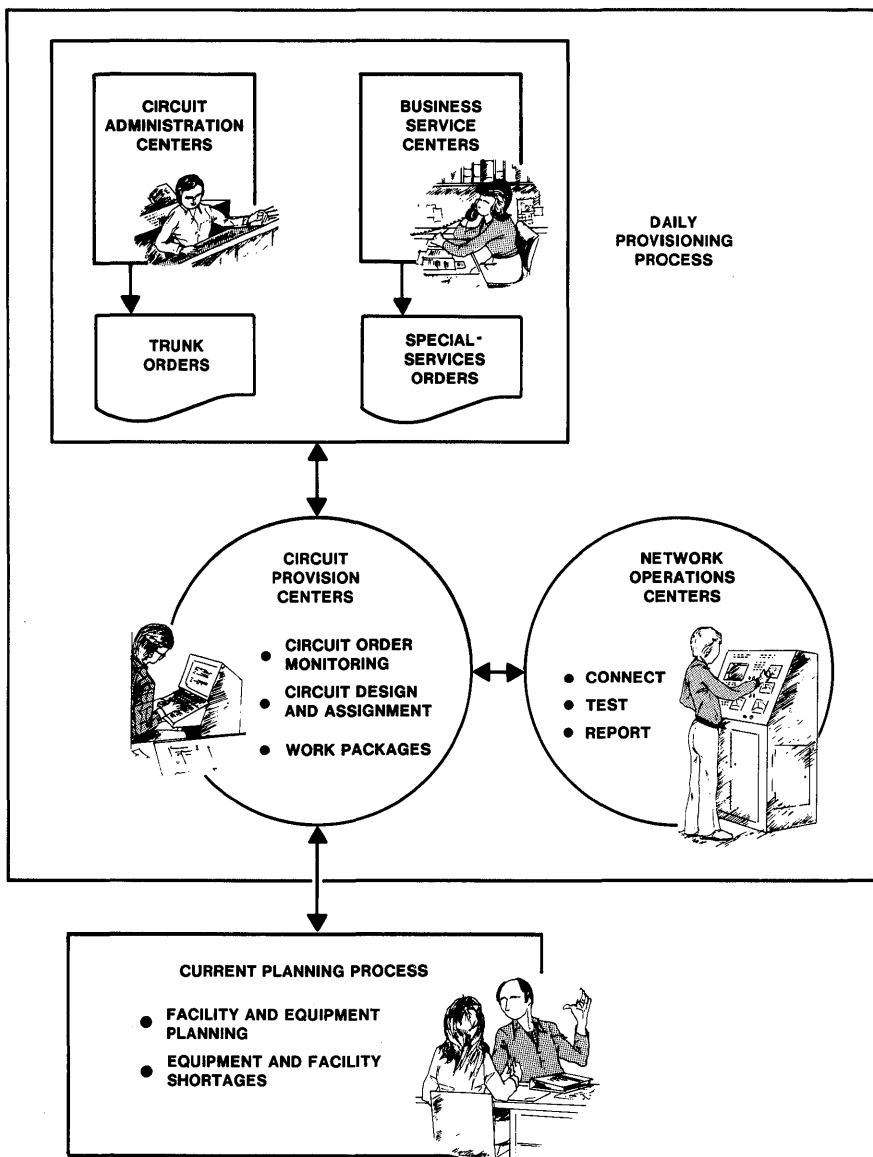 CIRCUIT
ADMINISTRATION
CENTERS
BUSINESS
SERVICE
CENTERS
DAILY
PROVISIONING
PROCESS
TRUNK
ORDERS
SPECIAL-
SERVICES
ORDERS
CIRCUIT
PROVISION
CENTERS
• CIRCUIT ORDER
MONITORING
• CIRCUIT DESIGN
AND ASSIGNMENT
• WORK PACKAGES
NETWORK
OPERATIONS
CENTERS
• CONNECT
• TEST
• REPORT
CURRENT PLANNING PROCESS
• FACILITY AND EQUIPMENT
PLANNING
• EQUIPMENT AND FACILITY
SHORTAGES